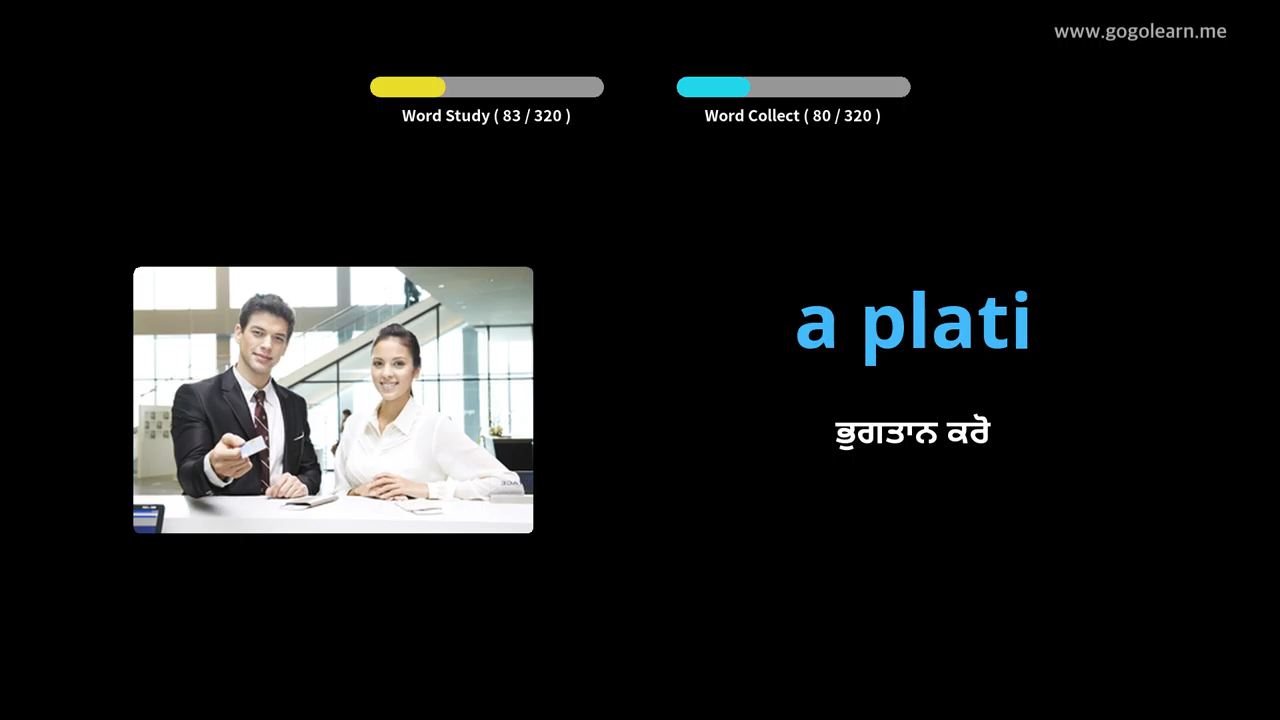 www.gogolearn.me
Word Study ( 83 / 320 )
Word Collect ( 80 / 320 )
a plati
ਭੁਗਤਾਨ ਕਰੋ